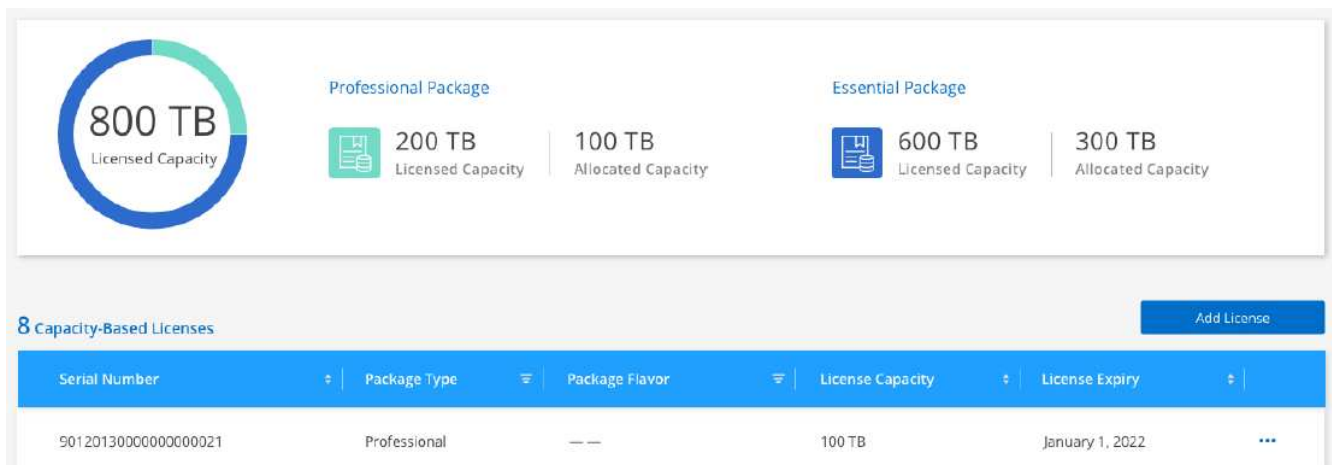 800 TB
Licensed Capacity
Professional Package
200 TB
Licensed Capacity
100 TB
Allocated Capacity
Essential Package
600 TB
Licensed Capacity
300 TB
Allocated Capacity
8 Capacity-Based Licenses
Add License
Serial Number Package Type Package Flavor License Capacity License Expiry
90120130000000000021 Professional — — 100 TB January 1, 2022